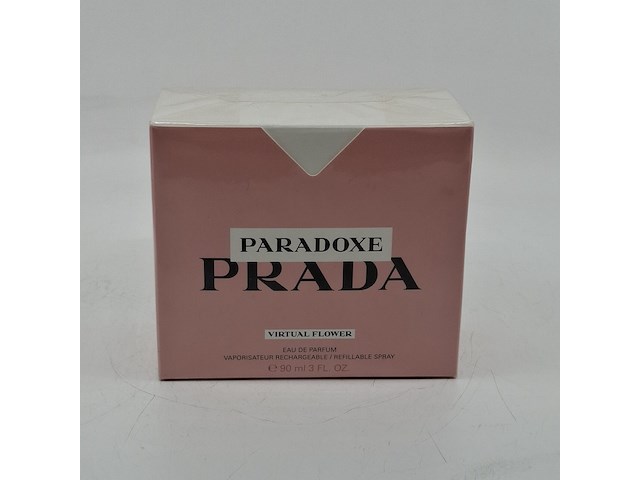 PARADOXE
PRADA
VIRTUAL FLOWER
EAU DE PARFUM
VAPORISATEUR RECHARGEABLE / REFILLABLE SPRAY
℮ 90 ml 3 FL. OZ.